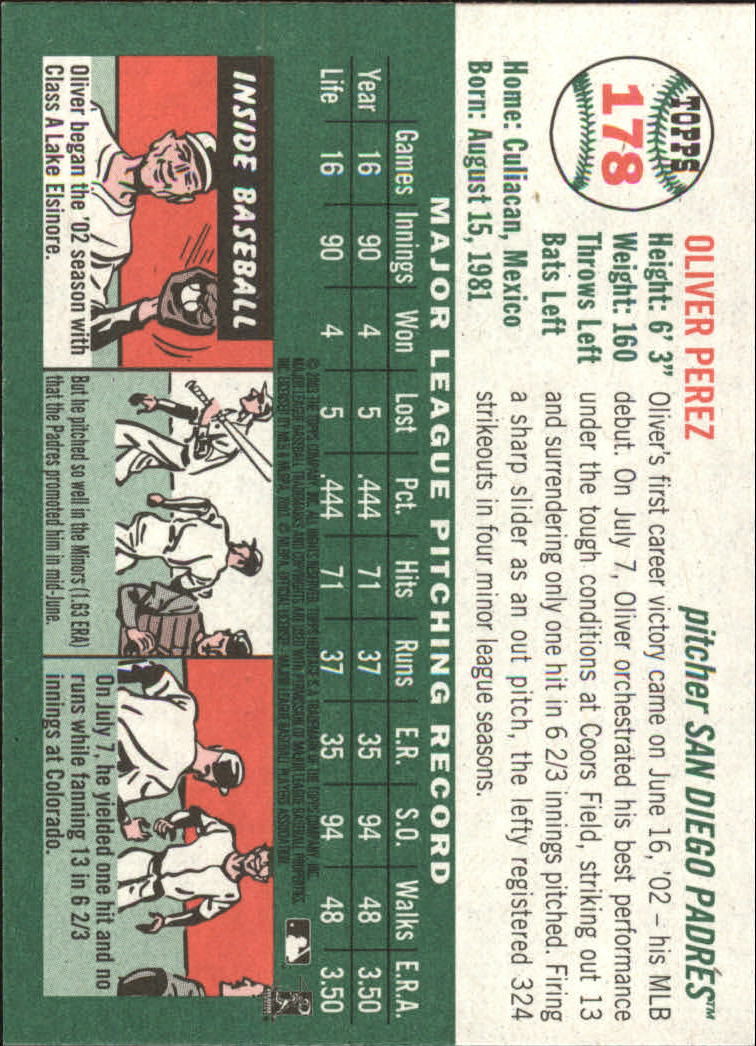 TOPPS
178
OLIVER PEREZ
pitcher SAN DIEGO PADRES™
Height: 6' 3"
Weight: 160
Throws Left
Bats Left
Home: Culiacan, Mexico
Born: August 15, 1981
Oliver's first career victory came on June 16, '02 – his MLB
debut. On July 7, Oliver orchestrated his best performance
under the tough conditions at Coors Field, striking out 13
and surrendering only one hit in 6 2/3 innings pitched. Firing
a sharp slider as an out pitch, the lefty registered 324
strikeouts in four minor league seasons.
MAJOR LEAGUE PITCHING RECORD
Games Innings Won Lost Pct. Hits Runs E.R. S.O. Walks E.R.A.
Year 16 90 4 5 .444 71 37 35 94 48 3.50
Life 16 90 4 5 .444 71 37 35 94 48 3.50
INSIDE BASEBALL
Oliver began the '02 season with
Class A Lake Elsinore.
But he pitched so well in the Minors (1.63 ERA)
that the Padres promoted him in mid-June.
On July 7, he yielded one hit and no
runs while fanning 13 in 6 2/3
innings at Colorado.